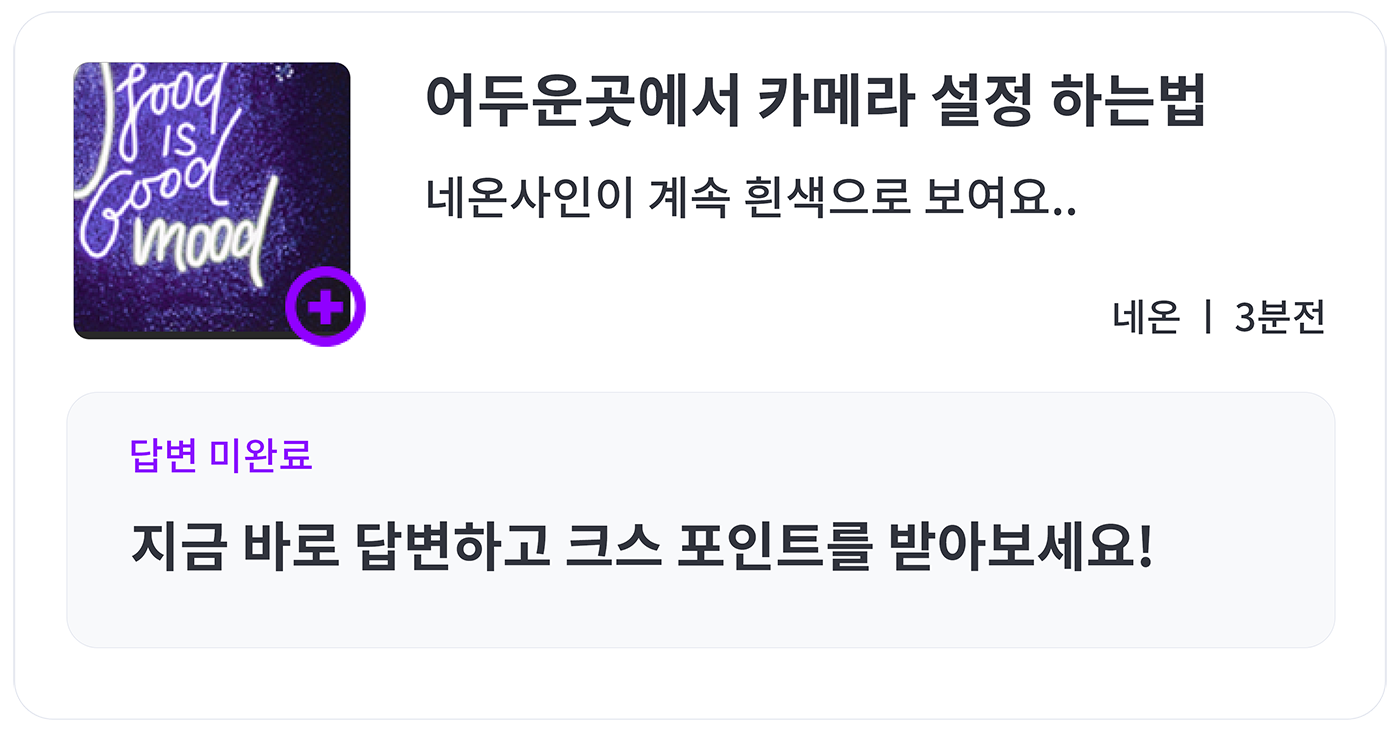 food
is
Good
mood
어두운곳에서 카메라 설정 하는법
네온사인이 계속 흰색으로 보여요..
네온 ㅣ 3분전
답변 미완료
지금 바로 답변하고 크스 포인트를 받아보세요!